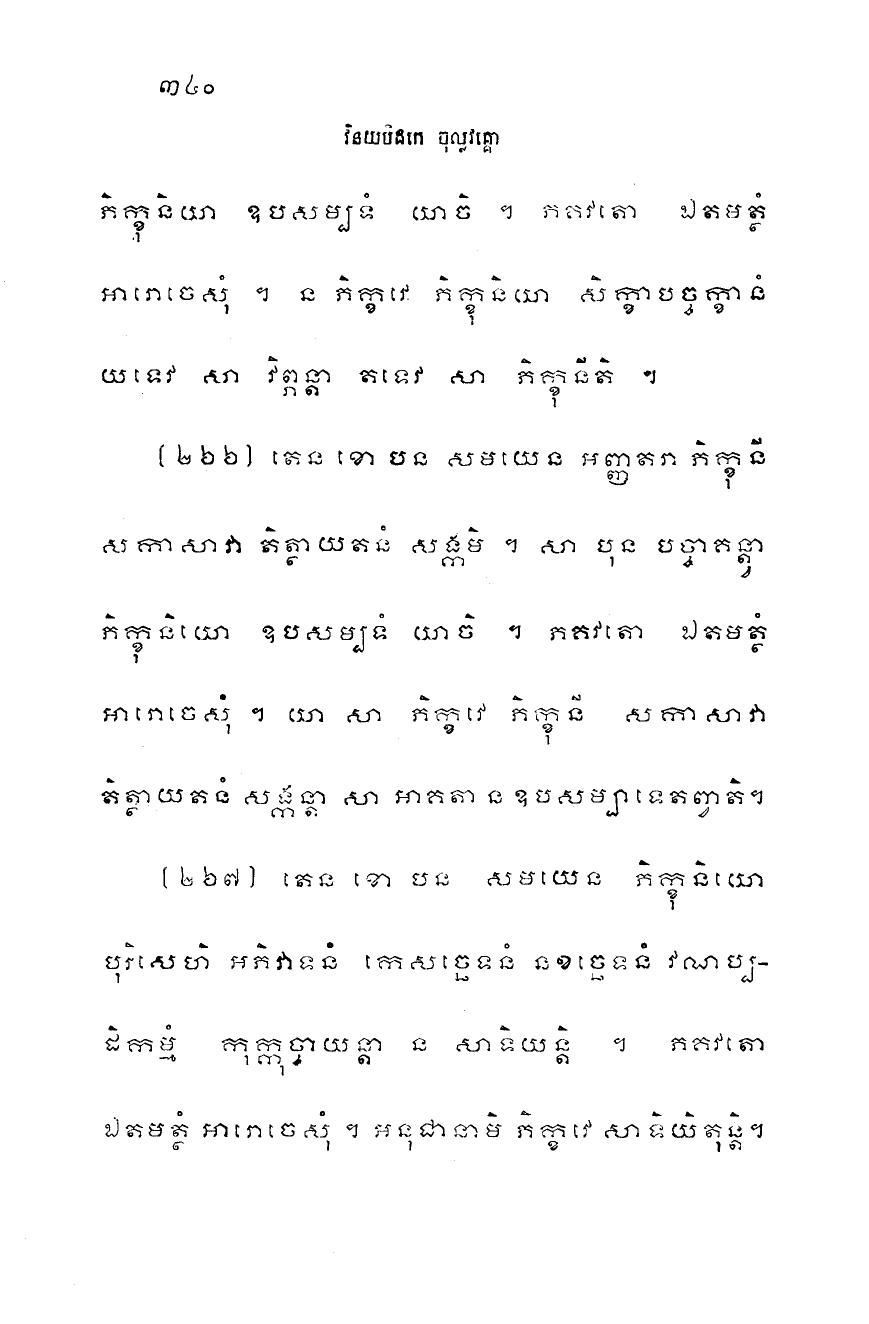 ៣៤០
វិនយបិដកេ ចុល្លវគ្គោ
ភិក្ខុនិយោ ឧបសម្បទំ យាចិ ។ ភគវតោ ឯតមត្ថំ
អារោចេសុំ ។ ន ភិក្ខវេ ភិក្ខុនិយោ សិក្ខាបច្ចក្ខានំ
យទេវ សា វិព្ភន្តា តទេវ សា ភិក្ខុនីតិ ។
(២៦៦) តេន ខោ បន សមយេន អញ្ញតរា ភិក្ខុនី
សកាសាវា តិត្ថាយតនំ សង្កមិ ។ សា បុន បច្ចាគន្ត្វា
ភិក្ខុនិយោ ឧបសម្បទំ យាចិ ។ ភគវតោ ឯតមត្ថំ
អារោចេសុំ ។ យា សា ភិក្ខវេ ភិក្ខុនី សកាសាវា
តិត្ថាយតនំ សង្កន្តា សា អាគតា ន ឧបសម្បាទេតព្វាតិ។
(២៦៧) តេន ខោ បន សមយេន ភិក្ខុនិយោ
បុរិសេហិ អភិវាទនំ កេសច្ឆេទនំ នខច្ឆេទនំ វណប្ប-
ដិកម្មំ កុក្កុច្ចាយន្តា ន សាទិយន្តិ ។ ភគវតោ
ឯតមត្ថំ អារោចេសុំ ។ អនុជានាមិ ភិក្ខវេ សាទិយិតុន្តិ។